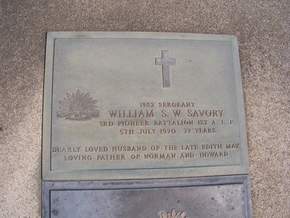 1952 SERGEANT
WILLIAM S. W. SAVORY
3RD PIONEER BATTALION 1ST A. I. F.
5TH JULY 1970 77 YEARS
DEARLY LOVED HUSBAND OF THE LATE EDITH MAY
LOVING FATHER OF NORMAN AND